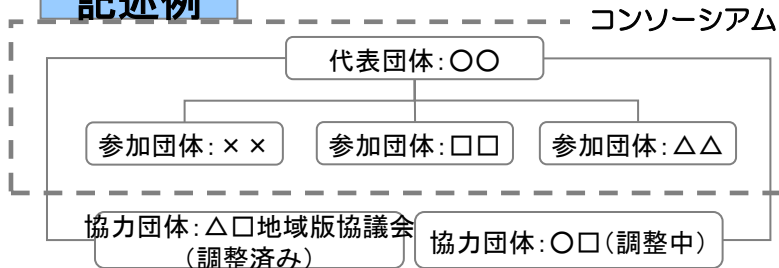 記述例
コンソーシアム
代表団体:〇〇
参加団体:××
参加団体:□□
参加団体:△△
協力団体:△□地域版協議会
(調整済み)
協力団体:〇□(調整中)